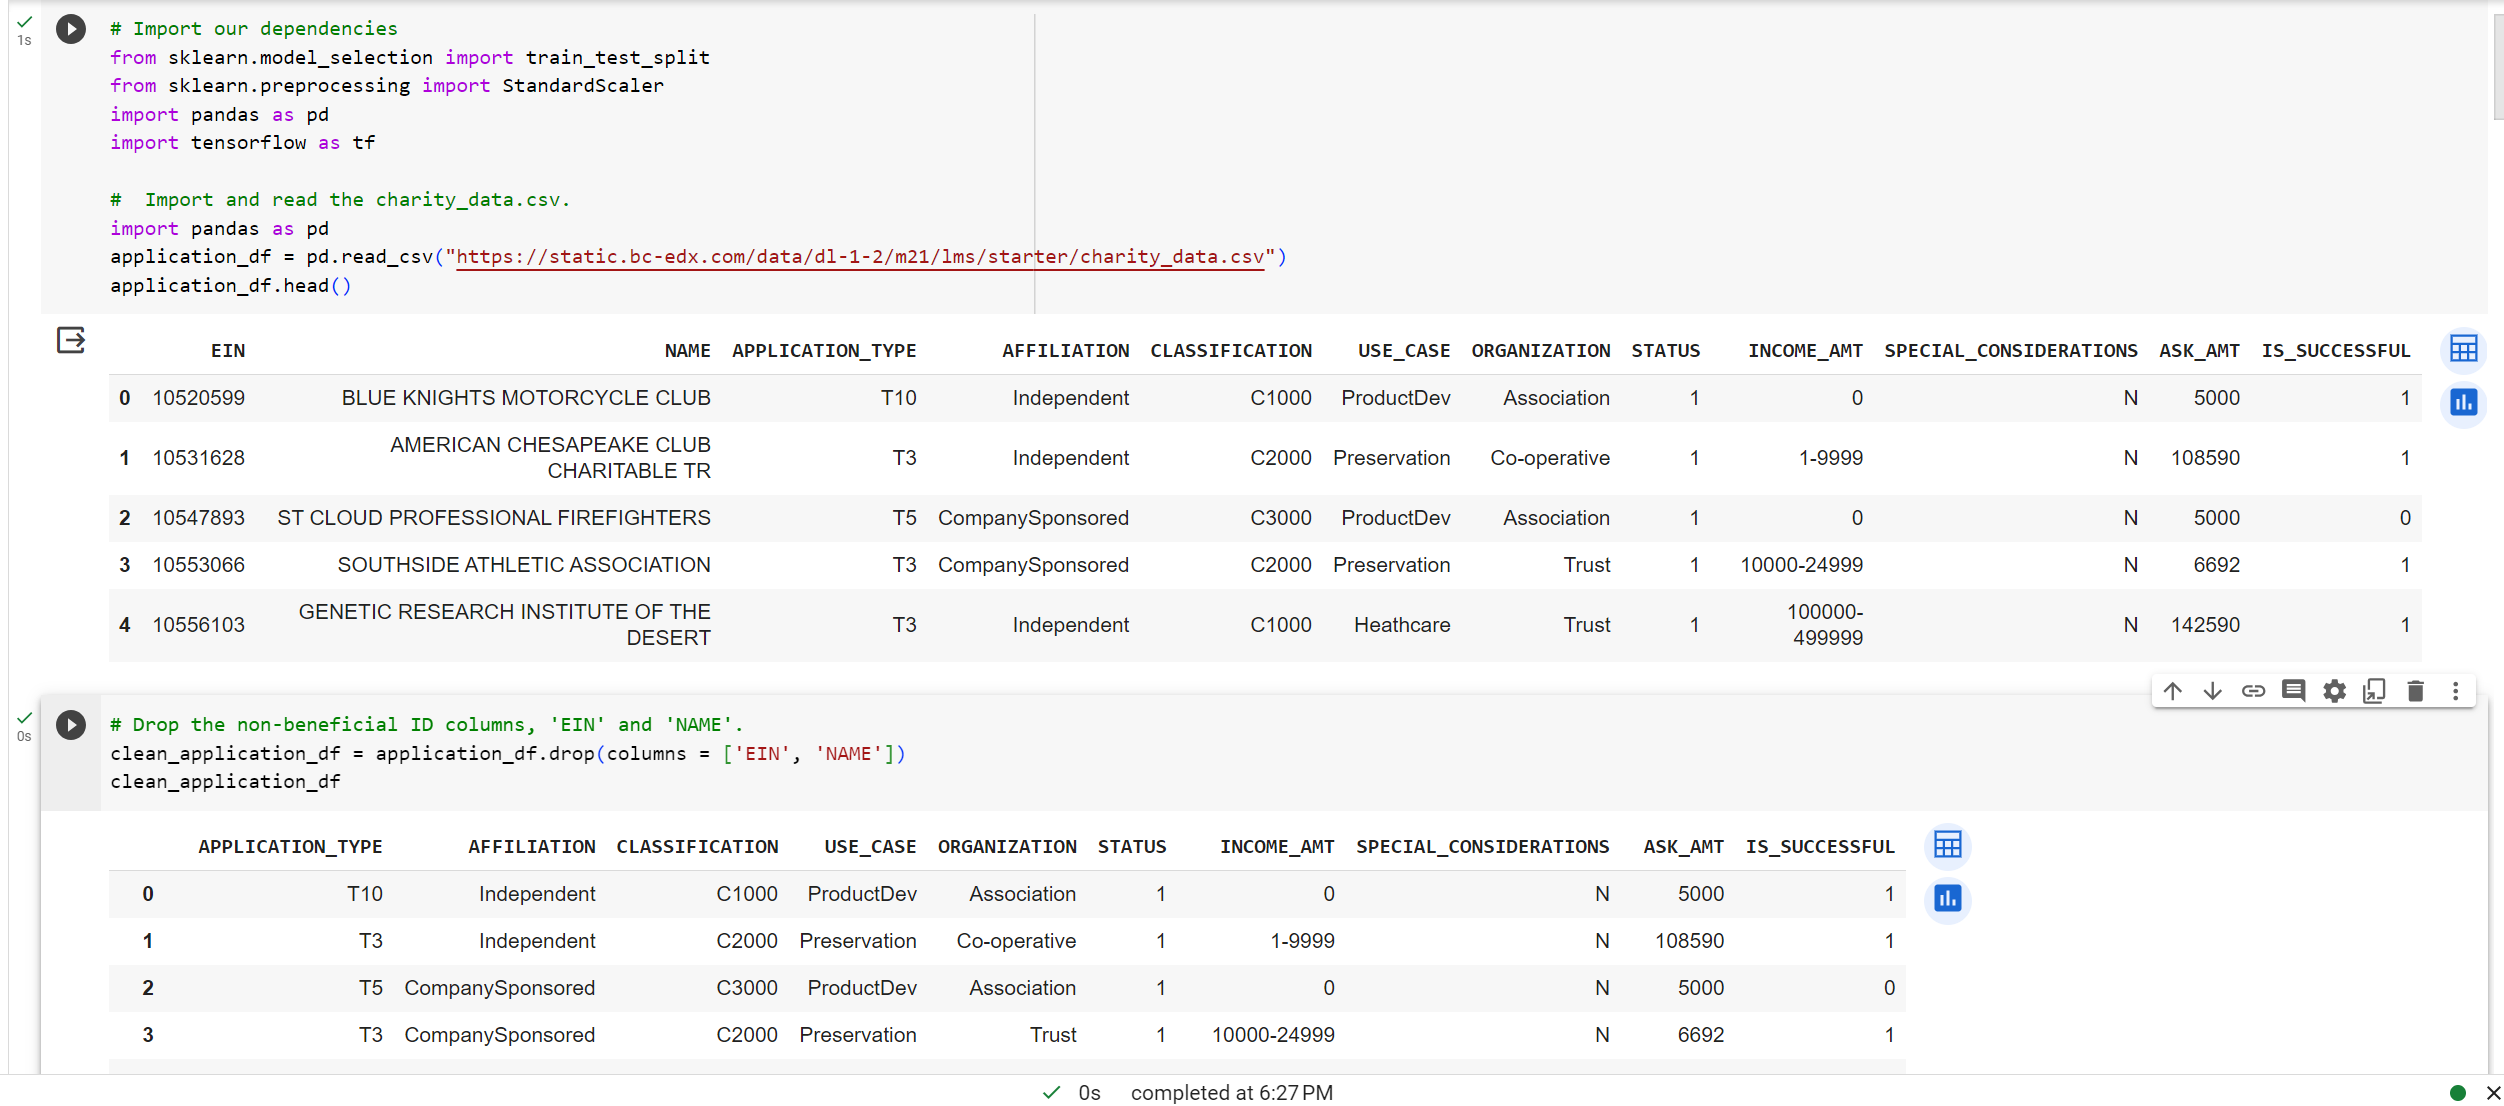 1s
# Import our dependencies
from sklearn.model_selection import train_test_split
from sklearn.preprocessing import StandardScaler
import pandas as pd
import tensorflow as tf
#  Import and read the charity_data.csv.
import pandas as pd
application_df = pd.read_csv("https://static.bc-edx.com/data/dl-1-2/m21/lms/starter/charity_data.csv")
application_df.head()
EIN NAME APPLICATION_TYPE AFFILIATION CLASSIFICATION USE_CASE ORGANIZATION STATUS INCOME_AMT SPECIAL_CONSIDERATIONS ASK_AMT IS_SUCCESSFUL
0 10520599 BLUE KNIGHTS MOTORCYCLE CLUB T10 Independent C1000 ProductDev Association 1 0 N 5000 1
1 10531628 AMERICAN CHESAPEAKE CLUB CHARITABLE TR T3 Independent C2000 Preservation Co-operative 1 1-9999 N 108590 1
2 10547893 ST CLOUD PROFESSIONAL FIREFIGHTERS T5 CompanySponsored C3000 ProductDev Association 1 0 N 5000 0
3 10553066 SOUTHSIDE ATHLETIC ASSOCIATION T3 CompanySponsored C2000 Preservation Trust 1 10000-24999 N 6692 1
4 10556103 GENETIC RESEARCH INSTITUTE OF THE DESERT T3 Independent C1000 Heathcare Trust 1 100000-499999 N 142590 1
0s
# Drop the non-beneficial ID columns, 'EIN' and 'NAME'.
clean_application_df = application_df.drop(columns = ['EIN', 'NAME'])
clean_application_df
APPLICATION_TYPE AFFILIATION CLASSIFICATION USE_CASE ORGANIZATION STATUS INCOME_AMT SPECIAL_CONSIDERATIONS ASK_AMT IS_SUCCESSFUL
0 T10 Independent C1000 ProductDev Association 1 0 N 5000 1
1 T3 Independent C2000 Preservation Co-operative 1 1-9999 N 108590 1
2 T5 CompanySponsored C3000 ProductDev Association 1 0 N 5000 0
3 T3 CompanySponsored C2000 Preservation Trust 1 10000-24999 N 6692 1
0s completed at 6:27 PM